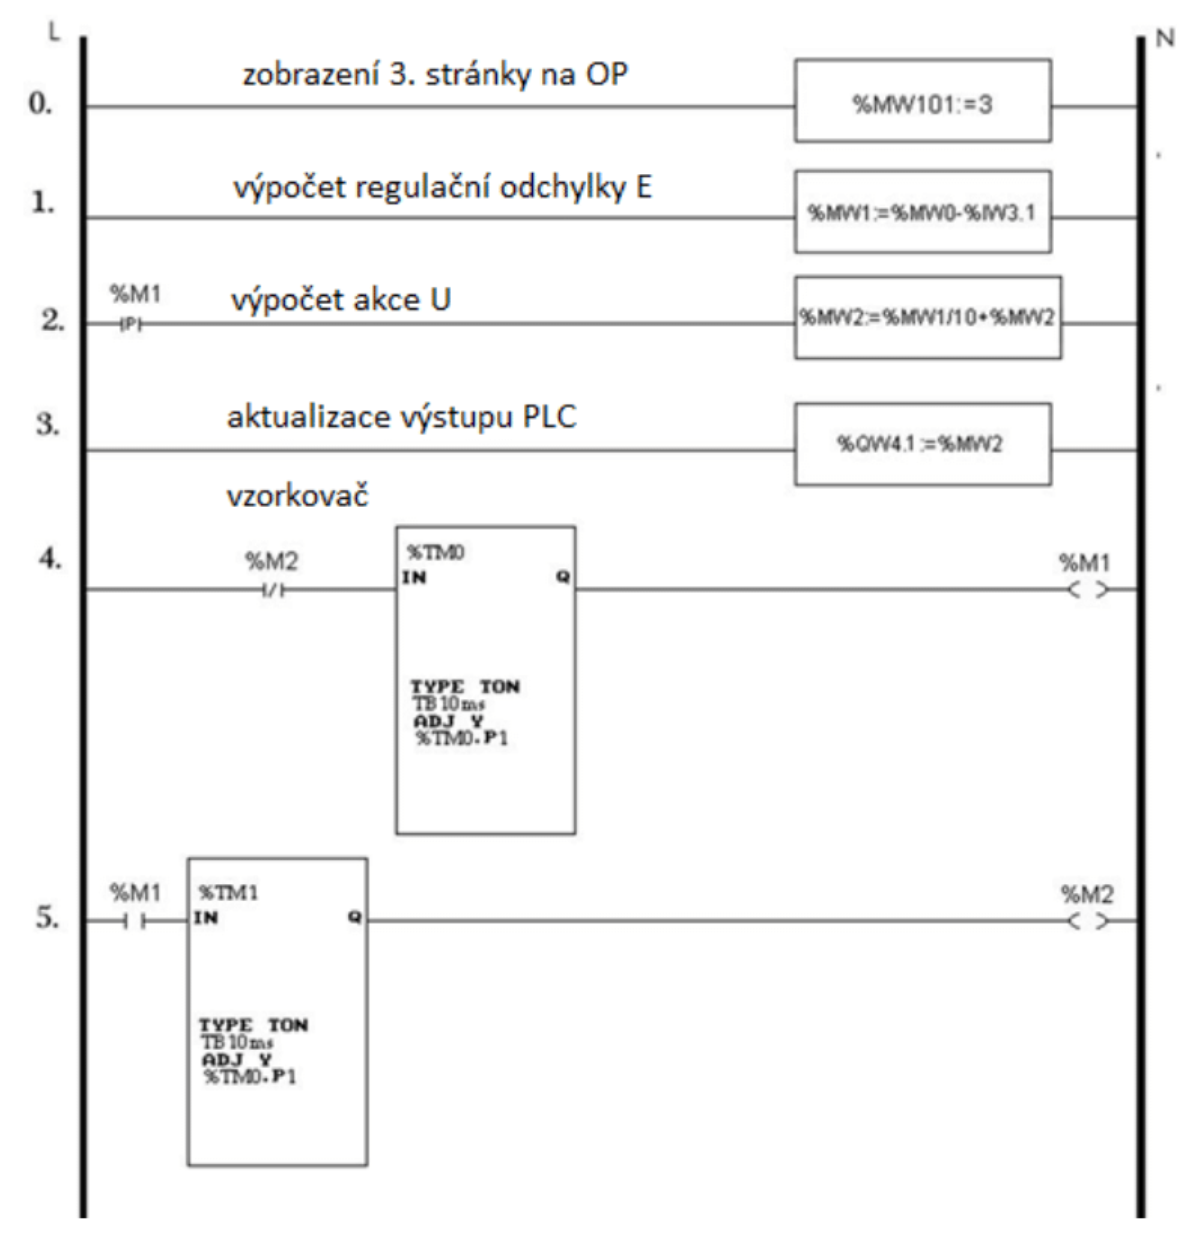 L
N
zobrazení 3. stránky na OP
0.
%MW101:=3
výpočet regulační odchylky E
1.
%MW1:=%MW0-%IW3.1
%M1
výpočet akce U
2.
P
%MW2:=%MW1/10+%MW2
aktualizace výstupu PLC
3.
%QW4.1:=%MW2
vzorkovač
4.
%M2
/
%TM0
IN
Q
%M1
TYPE TON
TB 10ms
ADJ Y
%TM0.P1
5.
%M1
%TM1
IN
Q
%M2
TYPE TON
TB 10ms
ADJ Y
%TM0.P1